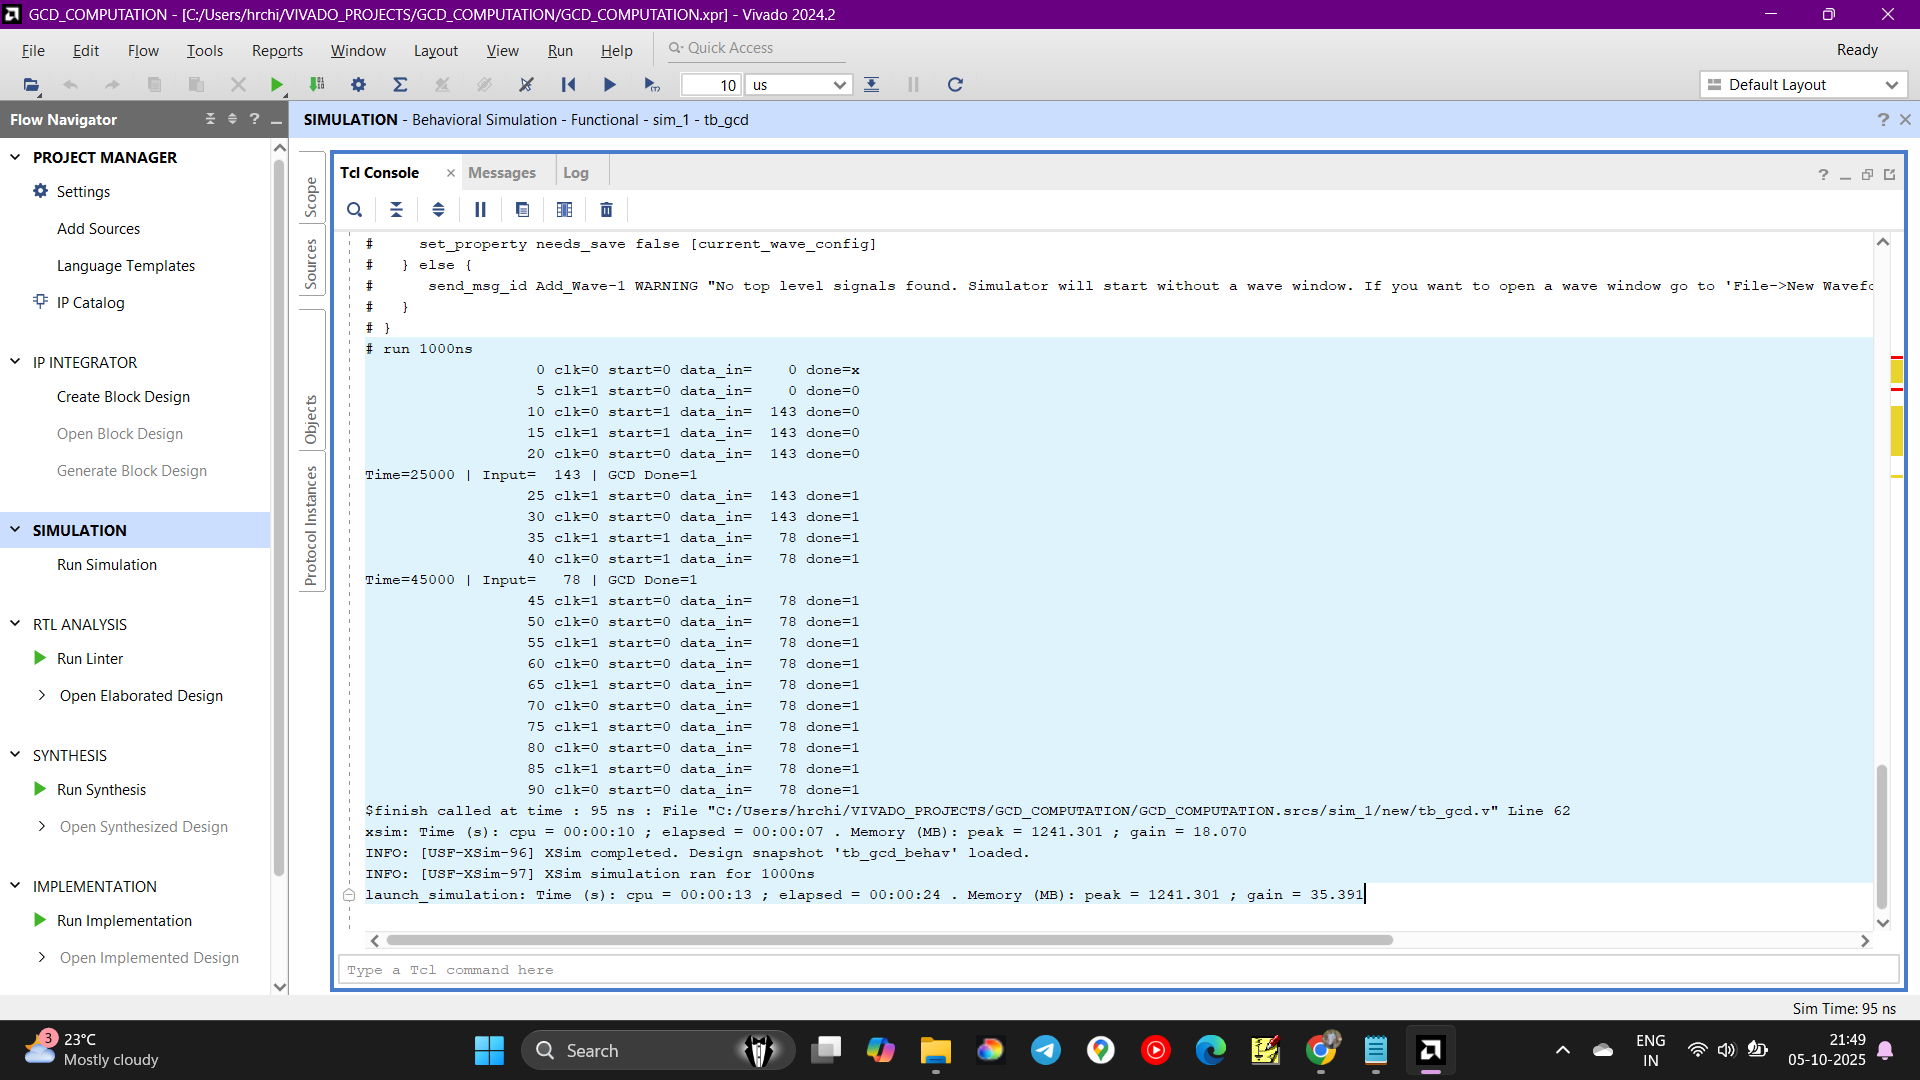 GCD_COMPUTATION - [C:/Users/hrchi/VIVADO_PROJECTS/GCD_COMPUTATION/GCD_COMPUTATION.xpr] - Vivado 2024.2
File Edit Flow Tools Reports Window Layout View Run Help Quick Access Ready
10 us Default Layout
Flow Navigator
SIMULATION - Behavioral Simulation - Functional - sim_1 - tb_gcd
PROJECT MANAGER
Settings
Add Sources
Language Templates
IP Catalog
IP INTEGRATOR
Create Block Design
Open Block Design
Generate Block Design
SIMULATION
Run Simulation
RTL ANALYSIS
Run Linter
Open Elaborated Design
SYNTHESIS
Run Synthesis
Open Synthesized Design
IMPLEMENTATION
Run Implementation
Open Implemented Design
Scope
Sources
Objects
Protocol Instances
Tcl Console Messages Log
# set_property needs_save false [current_wave_config]
# } else {
# send_msg_id Add_Wave-1 WARNING "No top level signals found. Simulator will start without a wave window. If you want to open a wave window go to 'File->New Wavefo
# }
# }
# run 1000ns
0 clk=0 start=0 data_in= 0 done=x
5 clk=1 start=0 data_in= 0 done=0
10 clk=0 start=1 data_in= 143 done=0
15 clk=1 start=1 data_in= 143 done=0
20 clk=0 start=0 data_in= 143 done=0
Time=25000 | Input= 143 | GCD Done=1
25 clk=1 start=0 data_in= 143 done=1
30 clk=0 start=0 data_in= 143 done=1
35 clk=1 start=1 data_in= 78 done=1
40 clk=0 start=1 data_in= 78 done=1
Time=45000 | Input= 78 | GCD Done=1
45 clk=1 start=0 data_in= 78 done=1
50 clk=0 start=0 data_in= 78 done=1
55 clk=1 start=0 data_in= 78 done=1
60 clk=0 start=0 data_in= 78 done=1
65 clk=1 start=0 data_in= 78 done=1
70 clk=0 start=0 data_in= 78 done=1
75 clk=1 start=0 data_in= 78 done=1
80 clk=0 start=0 data_in= 78 done=1
85 clk=1 start=0 data_in= 78 done=1
90 clk=0 start=0 data_in= 78 done=1
$finish called at time : 95 ns : File "C:/Users/hrchi/VIVADO_PROJECTS/GCD_COMPUTATION/GCD_COMPUTATION.srcs/sim_1/new/tb_gcd.v" Line 62
xsim: Time (s): cpu = 00:00:10 ; elapsed = 00:00:07 . Memory (MB): peak = 1241.301 ; gain = 18.070
INFO: [USF-XSim-96] XSim completed. Design snapshot 'tb_gcd_behav' loaded.
INFO: [USF-XSim-97] XSim simulation ran for 1000ns
launch_simulation: Time (s): cpu = 00:00:13 ; elapsed = 00:00:24 . Memory (MB): peak = 1241.301 ; gain = 35.391
Type a Tcl command here
Sim Time: 95 ns
3 23°C
Mostly cloudy
Search
ENG
IN
21:49
05-10-2025